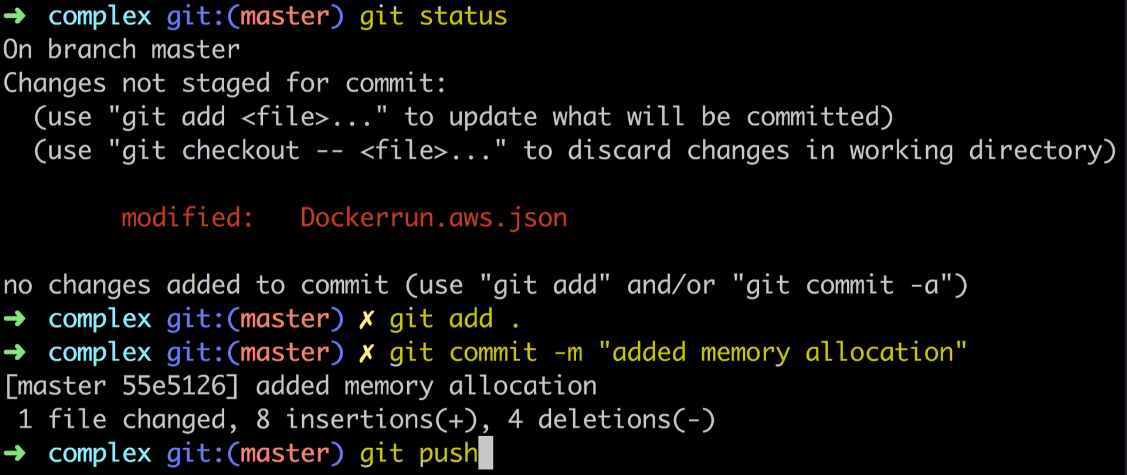 ➜ complex git:(master) git status
On branch master
Changes not staged for commit:
  (use "git add <file>..." to update what will be committed)
  (use "git checkout -- <file>..." to discard changes in working directory)
        modified:   Dockerrun.aws.json
no changes added to commit (use "git add" and/or "git commit -a")
➜ complex git:(master) ✗ git add .
➜ complex git:(master) ✗ git commit -m "added memory allocation"
[master 55e5126] added memory allocation
 1 file changed, 8 insertions(+), 4 deletions(-)
➜ complex git:(master) git push